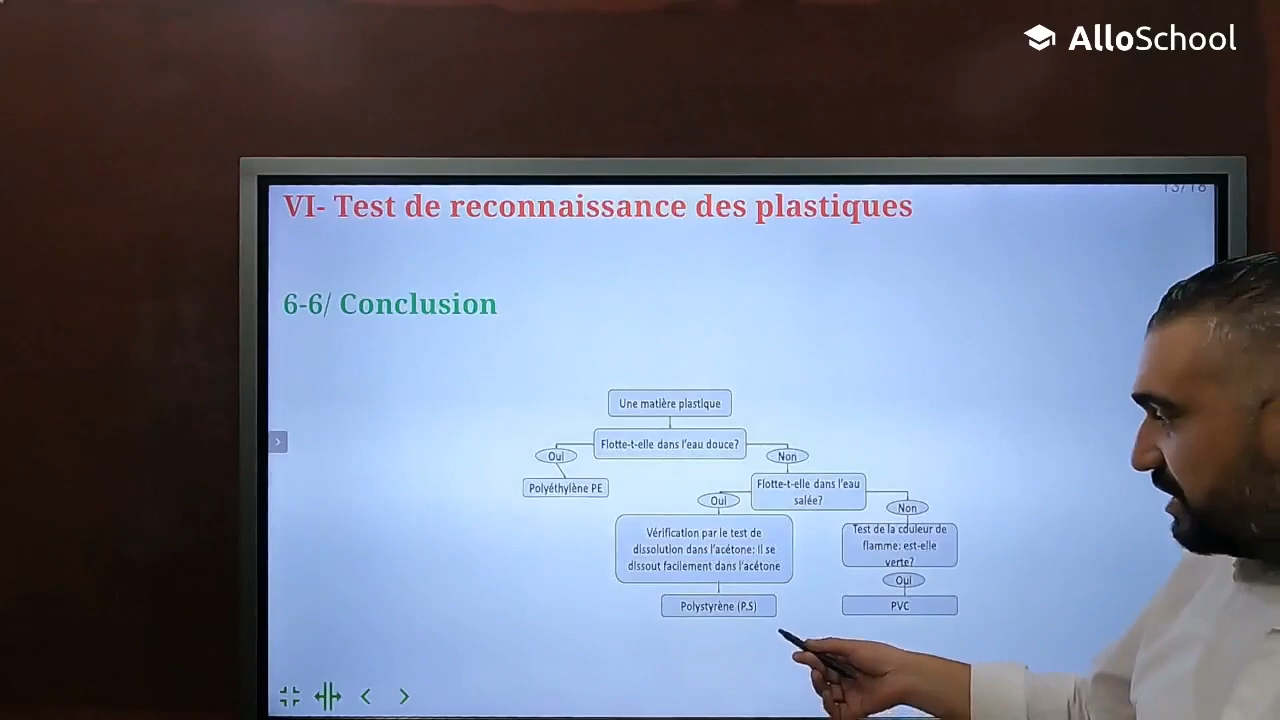 AlloSchool
13/18
VI- Test de reconnaissance des plastiques
6-6/ Conclusion
Une matière plastique
Flotte-t-elle dans l'eau douce?
Oui
Non
Polyéthylène PE
Flotte-t-elle dans l'eau
salée?
Oui
Non
Vérification par le test de
dissolution dans l'acétone: il se
dissout facilement dans l'acétone
Test de la couleur de
flamme: est-elle
verte?
Oui
Polystyrène (P.S)
PVC